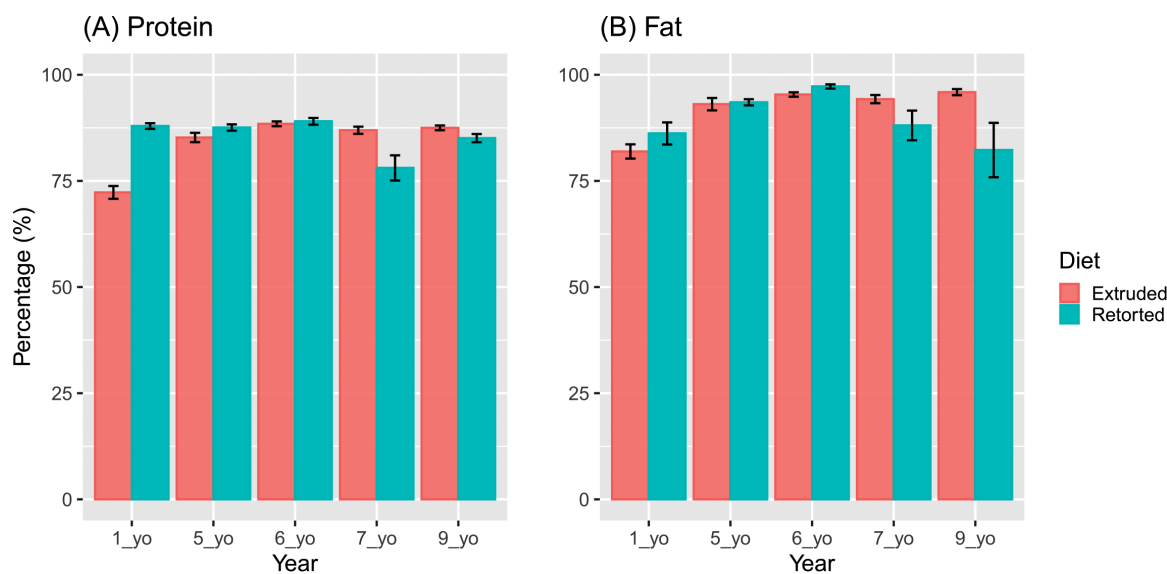 (A) Protein
(B) Fat
Percentage (%)
100
75
50
25
0
1_yo 5_yo 6_yo 7_yo 9_yo
Year
100
75
50
25
0
1_yo 5_yo 6_yo 7_yo 9_yo
Year
Diet
Extruded
Retorted